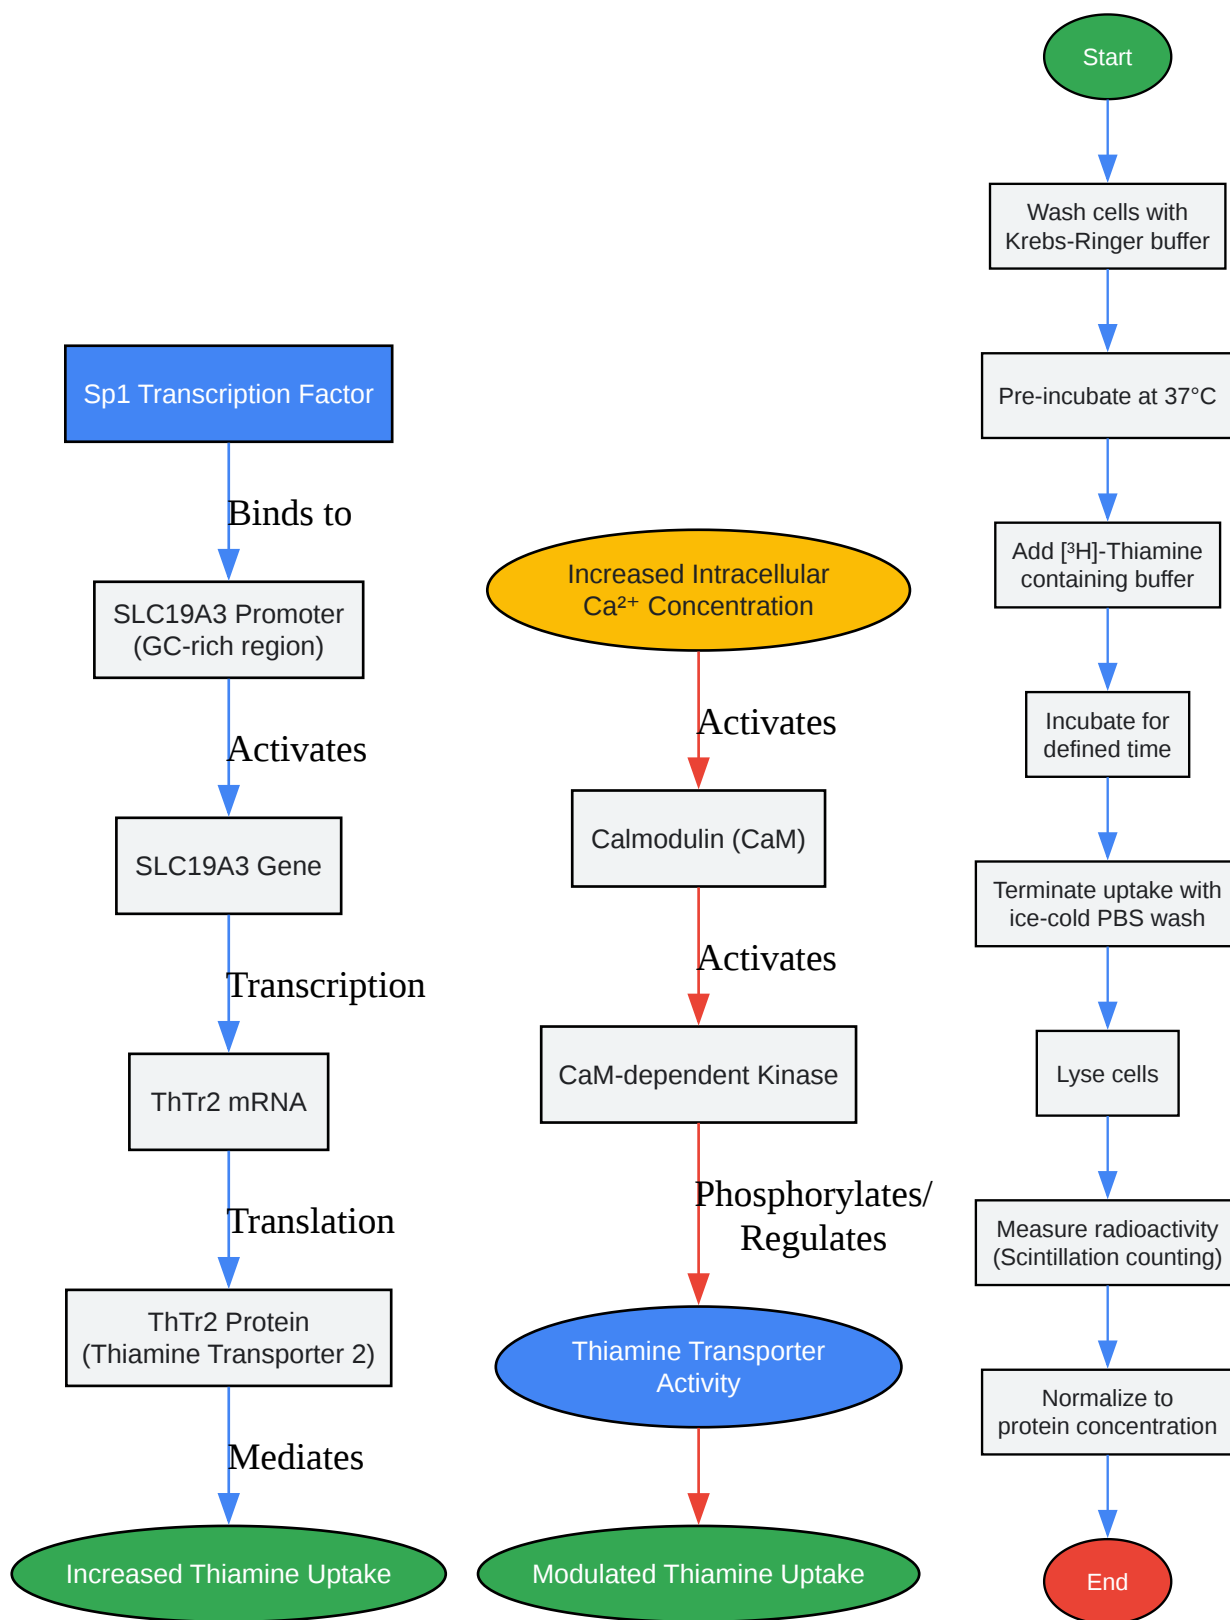 Sp1 Transcription Factor
Binds to
SLC19A3 Promoter
(GC-rich region)
Activates
SLC19A3 Gene
Transcription
ThTr2 mRNA
Translation
ThTr2 Protein
(Thiamine Transporter 2)
Mediates
Increased Thiamine Uptake
Increased Intracellular
Ca²⁺ Concentration
Activates
Calmodulin (CaM)
Activates
CaM-dependent Kinase
Phosphorylates/
Regulates
Thiamine Transporter
Activity
Modulated Thiamine Uptake
Start
Wash cells with
Krebs-Ringer buffer
Pre-incubate at 37°C
Add [³H]-Thiamine
containing buffer
Incubate for
defined time
Terminate uptake with
ice-cold PBS wash
Lyse cells
Measure radioactivity
(Scintillation counting)
Normalize to
protein concentration
End